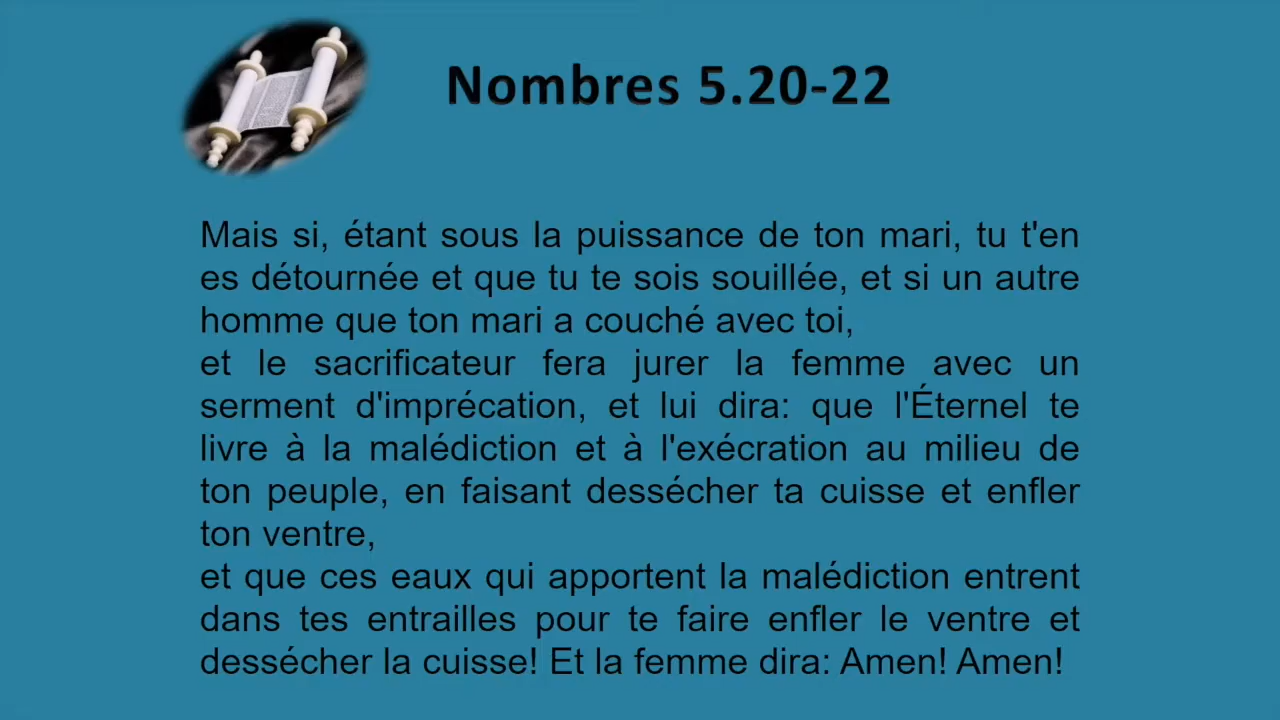 Nombres 5.20-22
Mais si, étant sous la puissance de ton mari, tu t'en
es détournée et que tu te sois souillée, et si un autre
homme que ton mari a couché avec toi,
et le sacrificateur fera jurer la femme avec un
serment d'imprécation, et lui dira: que l'Éternel te
livre à la malédiction et à l'exécration au milieu de
ton peuple, en faisant dessécher ta cuisse et enfler
ton ventre,
et que ces eaux qui apportent la malédiction entrent
dans tes entrailles pour te faire enfler le ventre et
dessécher la cuisse! Et la femme dira: Amen! Amen!